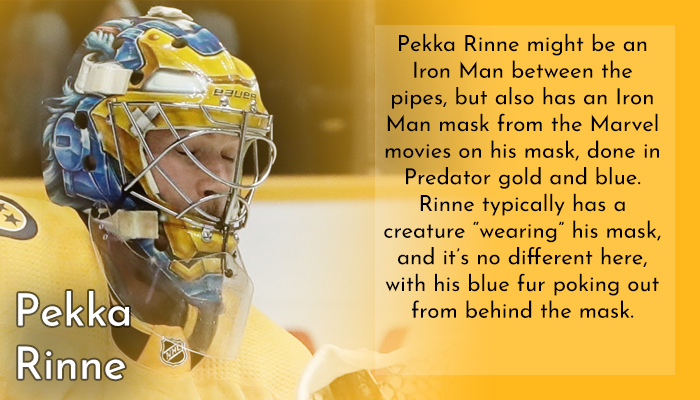 Pekka Rinne might be an
Iron Man between the
pipes, but also has an Iron
Man mask from the Marvel
movies on his mask, done in
Predator gold and blue.
Rinne typically has a
creature “wearing” his mask,
and it’s no different here,
with his blue fur poking out
from behind the mask.
BAUER
NHL
Pekka
Rinne